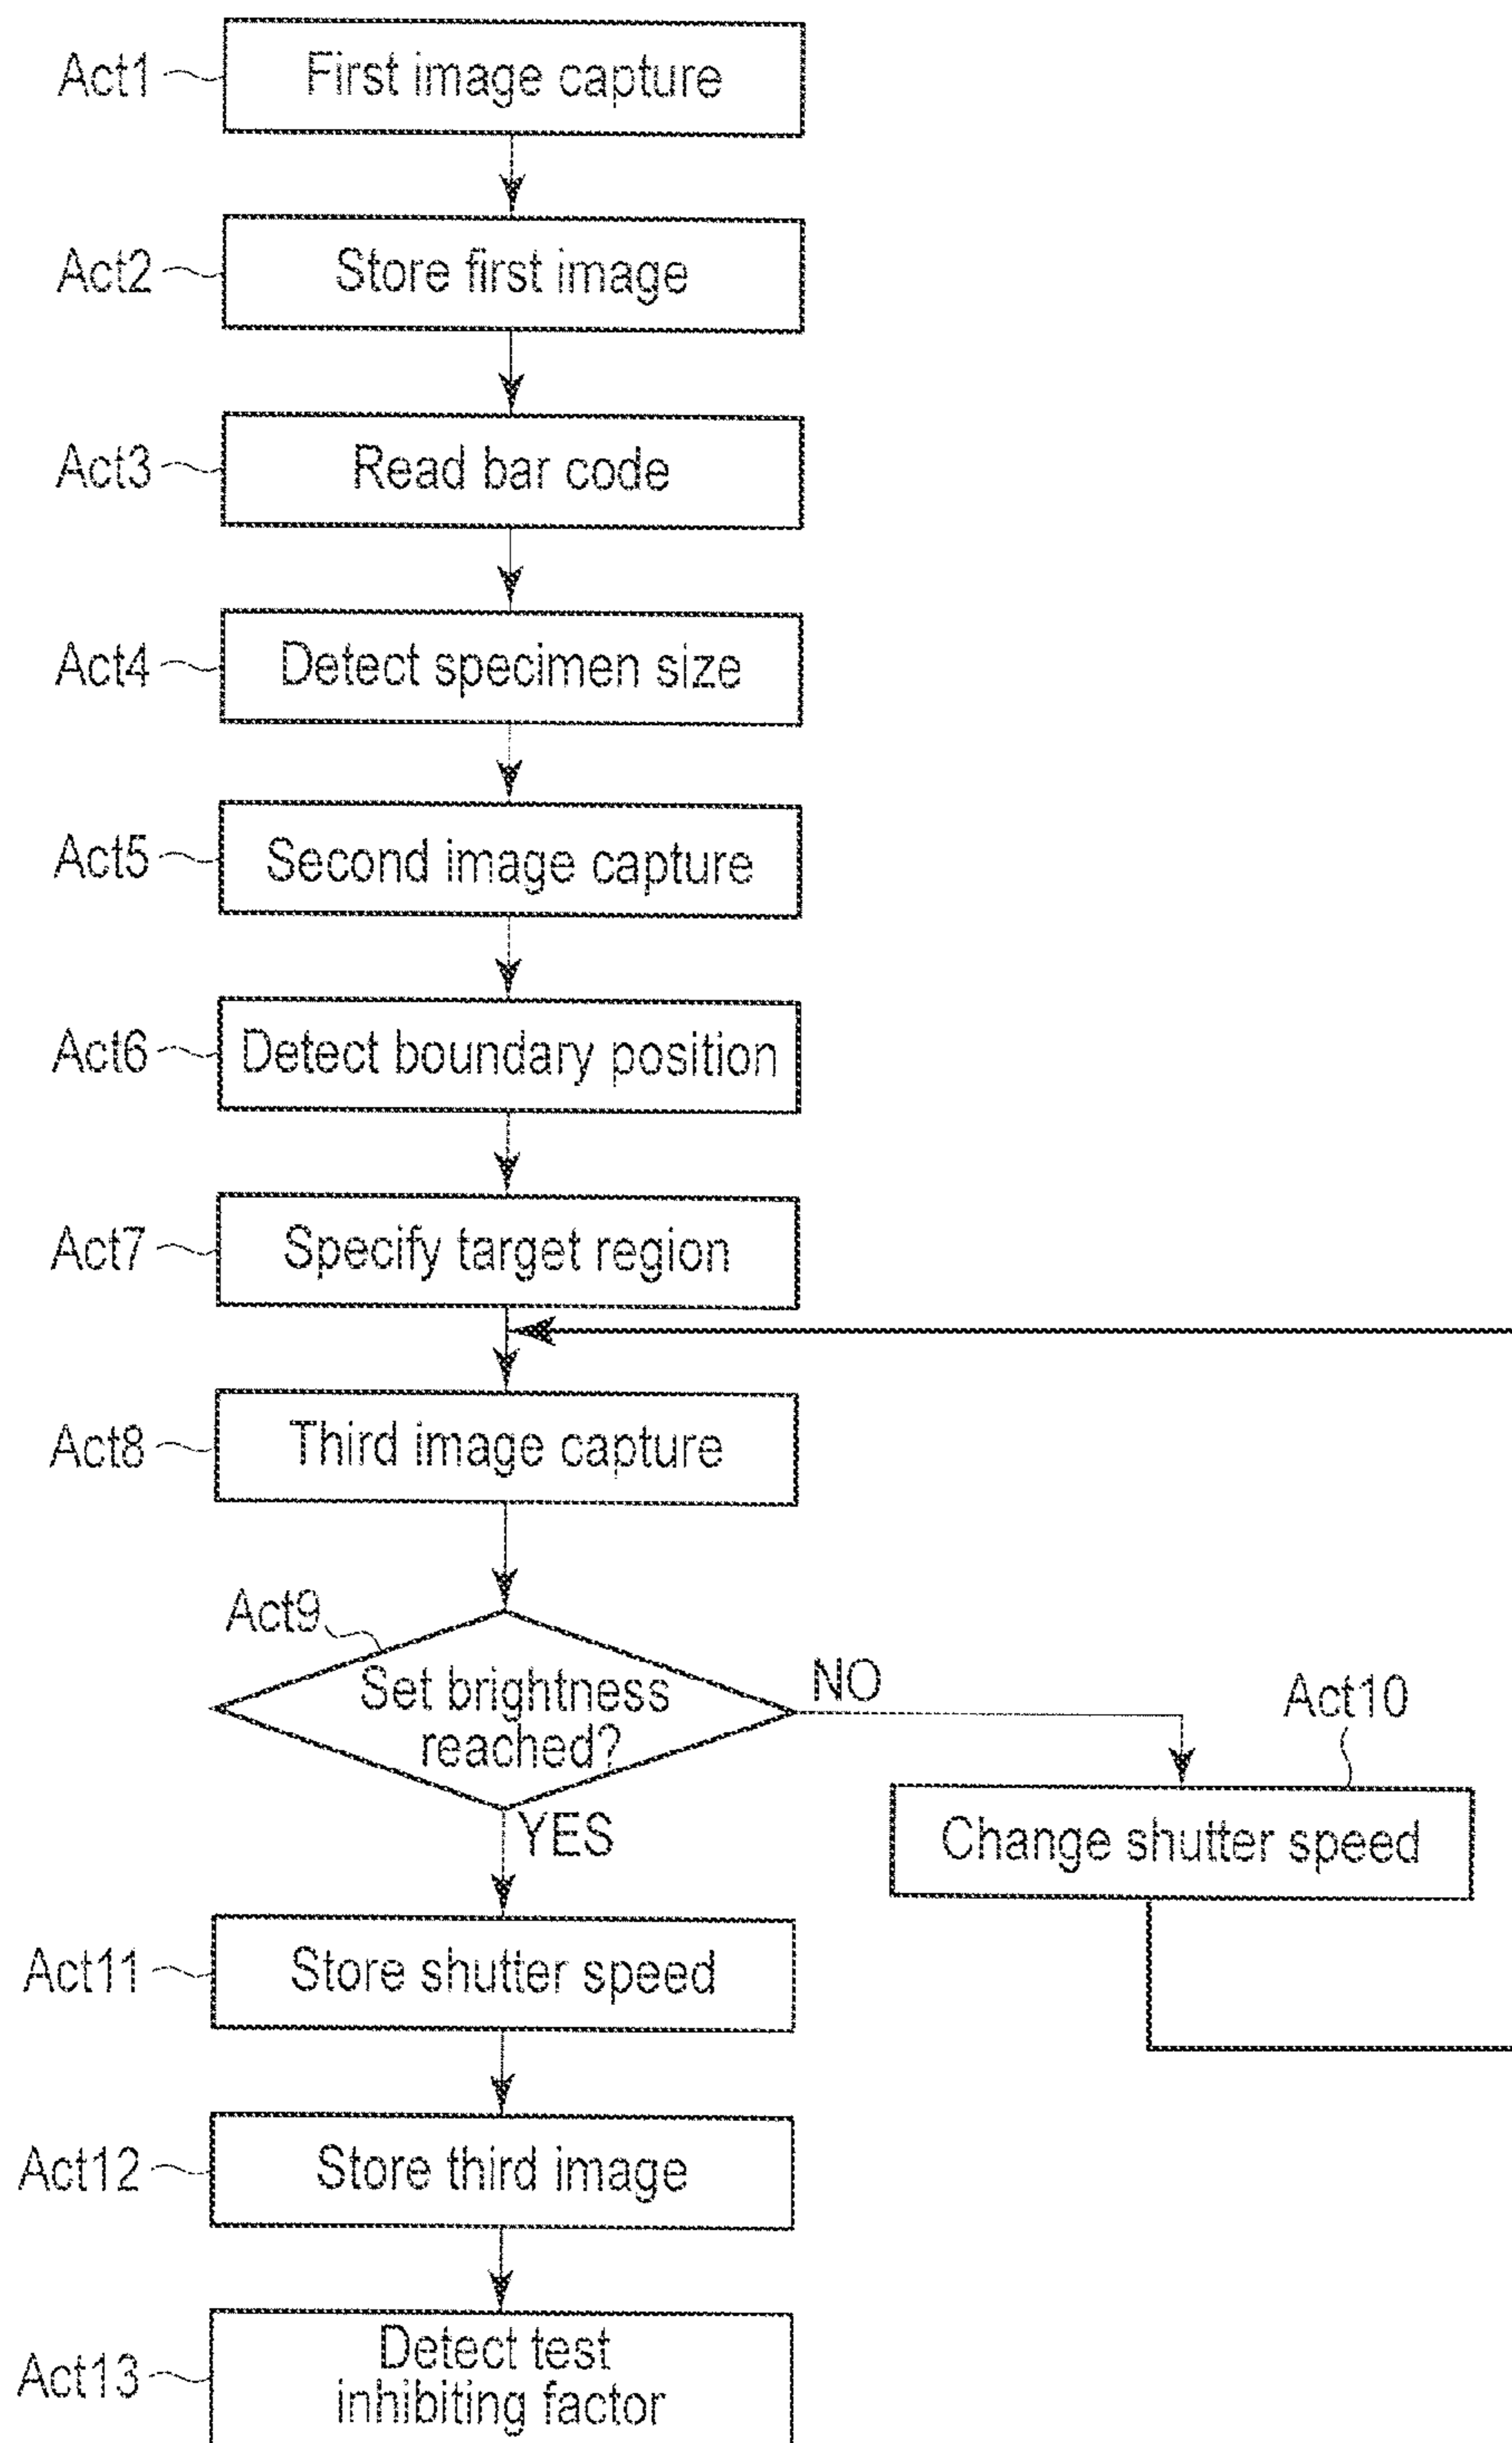 Act1
First image capture
Act2
Store first image
Act3
Read bar code
Act4
Detect specimen size
Act5
Second image capture
Act6
Detect boundary position
Act7
Specify target region
Act8
Third image capture
Act9
Set brightness
reached?
NO
YES
Act10
Change shutter speed
Act11
Store shutter speed
Act12
Store third image
Act13
Detect test
inhibiting factor